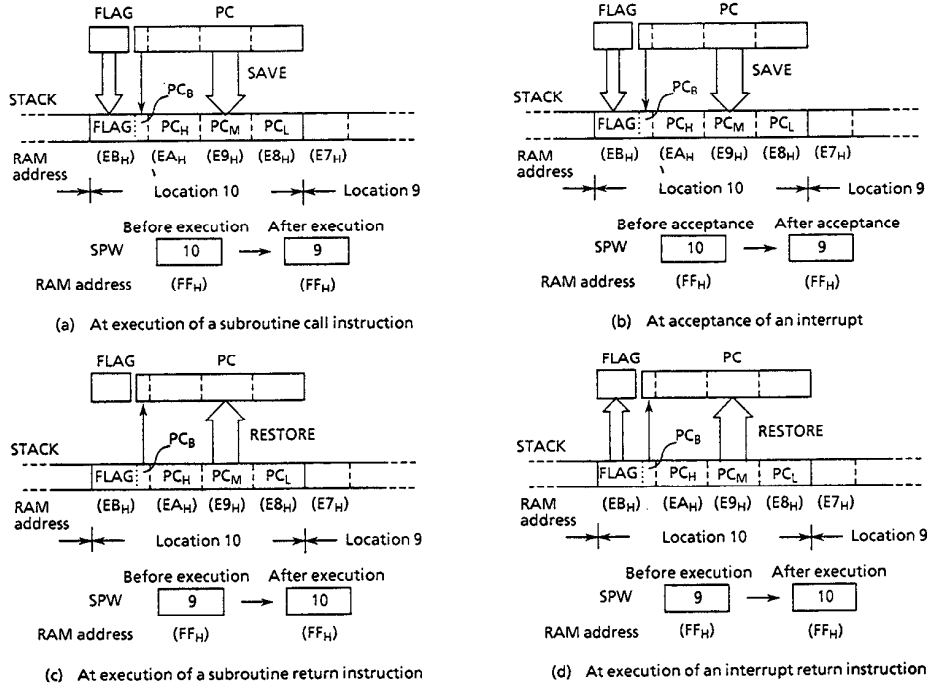 FLAG PC
SAVE
STACK PC_B
FLAG PC_H PC_M PC_L
RAM address (EB_H) (EA_H) (E9_H) (E8_H) (E7_H)
Location 10 Location 9
Before execution After execution
SPW 10 9
RAM address (FF_H) (FF_H)
(a) At execution of a subroutine call instruction
FLAG PC
SAVE
STACK PC_B
FLAG PC_H PC_M PC_L
RAM address (EB_H) (EA_H) (E9_H) (E8_H) (E7_H)
Location 10 Location 9
Before acceptance After acceptance
SPW 10 9
RAM address (FF_H) (FF_H)
(b) At acceptance of an interrupt
FLAG PC
RESTORE
STACK PC_B
FLAG PC_H PC_M PC_L
RAM address (EB_H) (EA_H) (E9_H) (E8_H) (E7_H)
Location 10 Location 9
Before execution After execution
SPW 9 10
RAM address (FF_H) (FF_H)
(c) At execution of a subroutine return instruction
FLAG PC
RESTORE
STACK PC_B
FLAG PC_H PC_M PC_L
RAM address (EB_H) (EA_H) (E9_H) (E8_H) (E7_H)
Location 10 Location 9
Before execution After execution
SPW 9 10
RAM address (FF_H) (FF_H)
(d) At execution of an interrupt return instruction